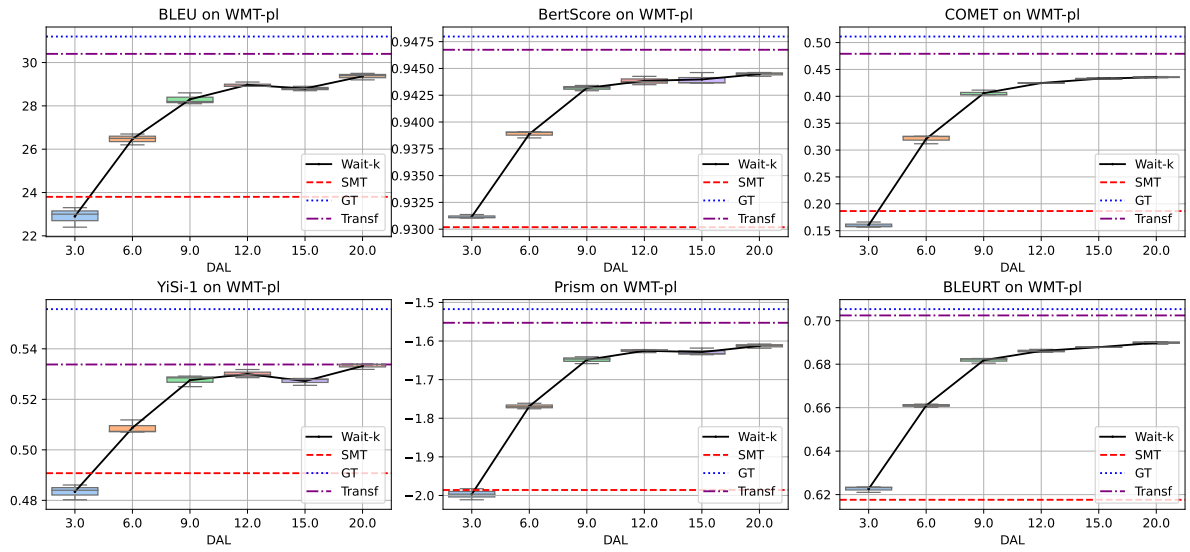 BLEU on WMT-pl
30
28
26
24
22
3.0 6.0 9.0 12.0 15.0 20.0
DAL
Wait-k
SMT
GT
Transf
BertScore on WMT-pl
0.9475
0.9450
0.9425
0.9400
0.9375
0.9350
0.9325
0.9300
3.0 6.0 9.0 12.0 15.0 20.0
DAL
Wait-k
SMT
GT
Transf
COMET on WMT-pl
0.50
0.45
0.40
0.35
0.30
0.25
0.20
0.15
3.0 6.0 9.0 12.0 15.0 20.0
DAL
Wait-k
SMT
GT
Transf
YiSi-1 on WMT-pl
0.54
0.52
0.50
0.48
3.0 6.0 9.0 12.0 15.0 20.0
DAL
Wait-k
SMT
GT
Transf
Prism on WMT-pl
−1.5
−1.6
−1.7
−1.8
−1.9
−2.0
3.0 6.0 9.0 12.0 15.0 20.0
DAL
Wait-k
SMT
GT
Transf
BLEURT on WMT-pl
0.70
0.68
0.66
0.64
0.62
3.0 6.0 9.0 12.0 15.0 20.0
DAL
Wait-k
SMT
GT
Transf